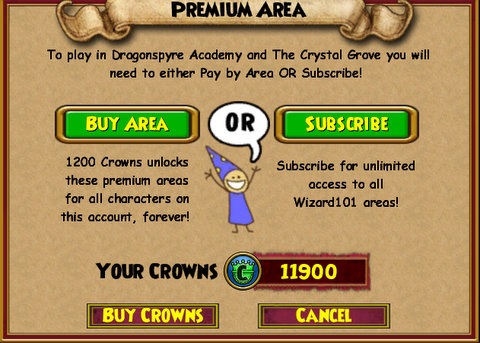 PREMIUM AREA
To play in Dragonspyre Academy and The Crystal Grove you will
need to either Pay by Area OR Subscribe!
BUY AREA
OR
SUBSCRIBE
1200 Crowns unlocks
these premium areas
for all characters on
this account, forever!
Subscribe for unlimited
access to all
Wizard101 areas!
YOUR CROWNS
11900
BUY CROWNS
CANCEL